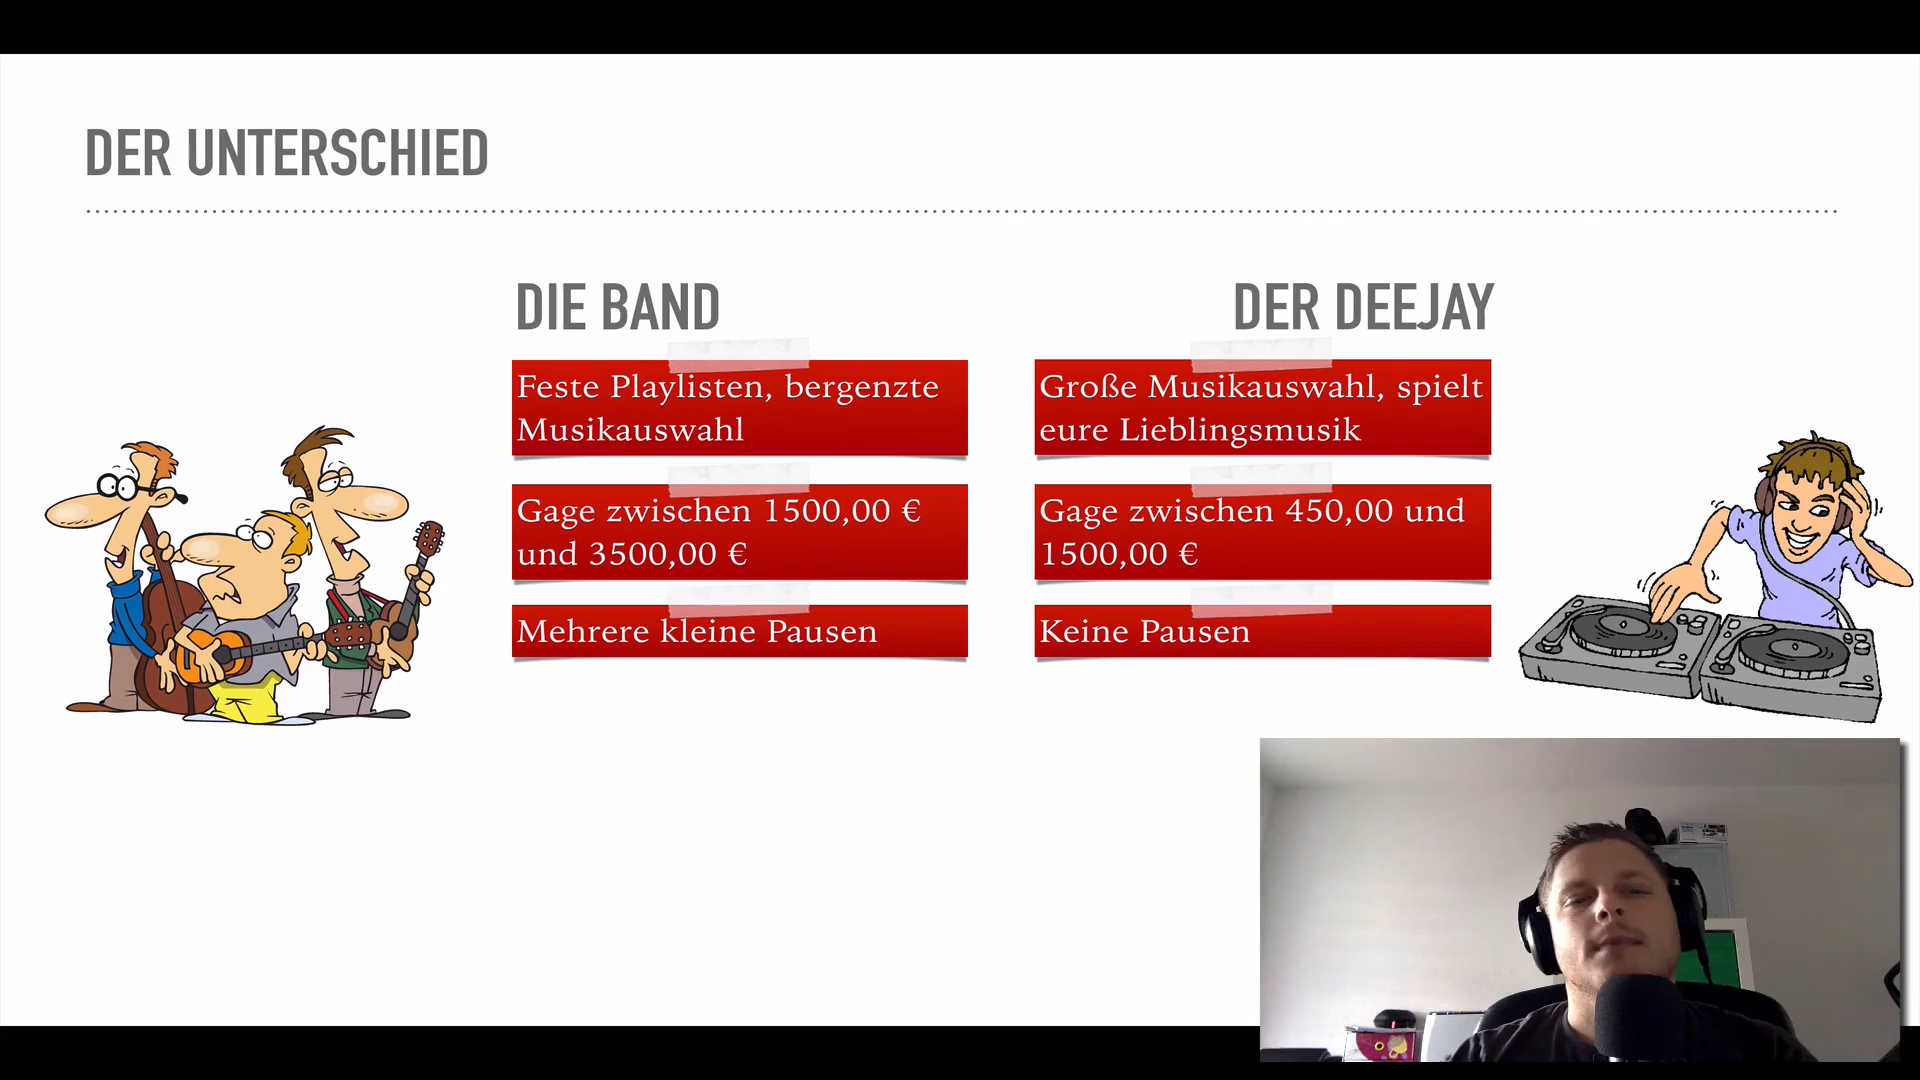 DER UNTERSCHIED
DIE BAND
Feste Playlisten, bergenzte
Musikauswahl
Gage zwischen 1500,00 €
und 3500,00 €
Mehrere kleine Pausen
DER DEEJAY
Große Musikauswahl, spielt
eure Lieblingsmusik
Gage zwischen 450,00 und
1500,00 €
Keine Pausen